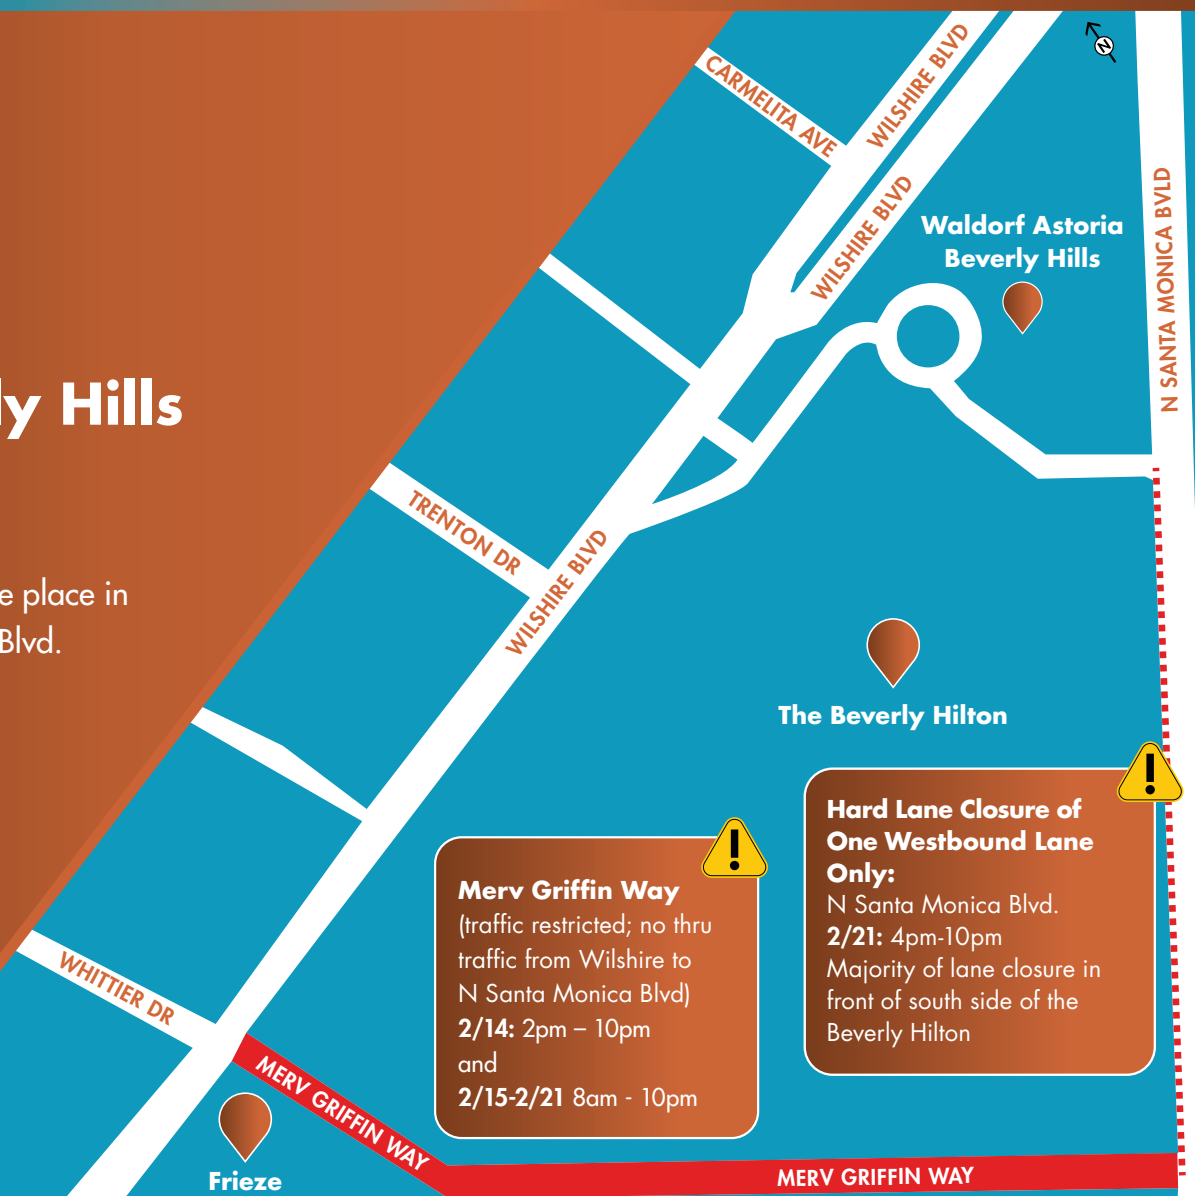 CARMELITA AVE
WILSHIRE BLVD
N
WILSHIRE BLVD
N SANTA MONICA BVLD
Waldorf Astoria
Beverly Hills
y Hills
TRENTON DR
WILSHIRE BLVD
e place in
Blvd.
The Beverly Hilton
Hard Lane Closure of
One Westbound Lane
Only:
N Santa Monica Blvd.
2/21: 4pm-10pm
Majority of lane closure in
front of south side of the
Beverly Hilton
Merv Griffin Way
(traffic restricted; no thru
traffic from Wilshire to
N Santa Monica Blvd)
2/14: 2pm – 10pm
and
2/15-2/21 8am - 10pm
WHITTIER DR
MERV GRIFFIN WAY
Frieze
MERV GRIFFIN WAY